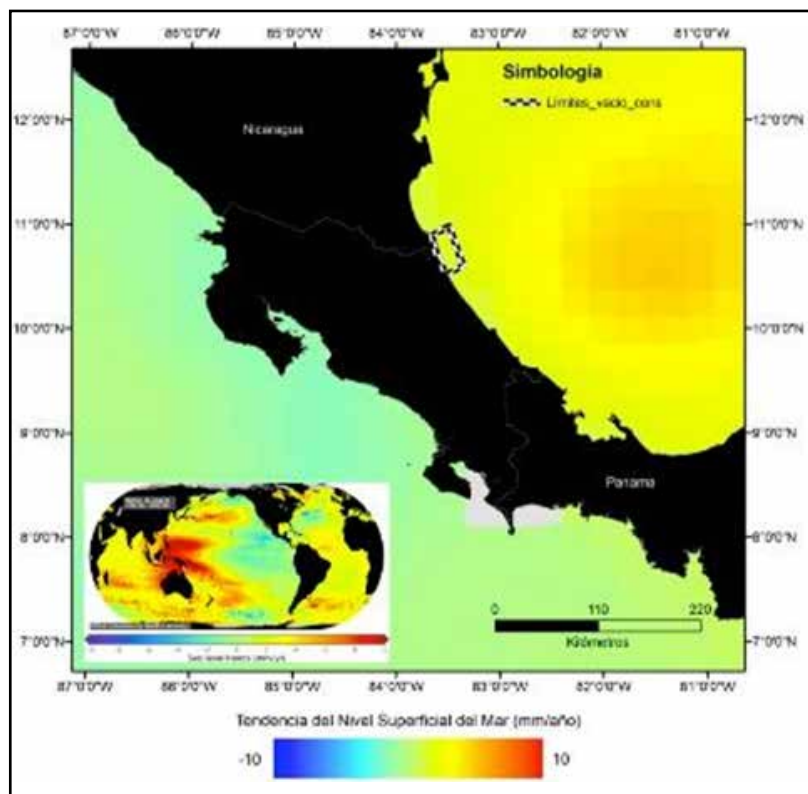 87°0'0"W 86°0'0"W 85°0'0"W 84°0'0"W 83°0'0"W 82°0'0"W 81°0'0"W
Simbología
Límites_vacio_cons
12°0'0"N 12°0'0"N
Nicaragua
11°0'0"N 11°0'0"N
10°0'0"N 10°0'0"N
9°0'0"N 9°0'0"N
Panama
8°0'0"N 8°0'0"N
0 110 220
Kilómetros
7°0'0"N 7°0'0"N
87°0'0"W 86°0'0"W 85°0'0"W 84°0'0"W 83°0'0"W 82°0'0"W 81°0'0"W
Tendencia del Nivel Superficial del Mar (mm/año)
-10 10